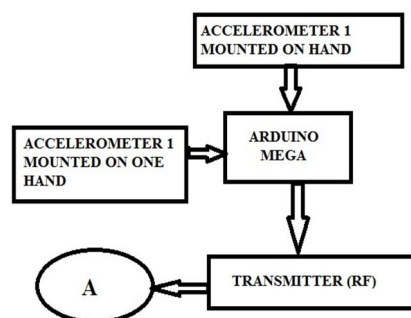 ACCELEROMETER 1
MOUNTED ON HAND
ACCELEROMETER 1
MOUNTED ON ONE
HAND
ARDUINO
MEGA
TRANSMITTER (RF)
A